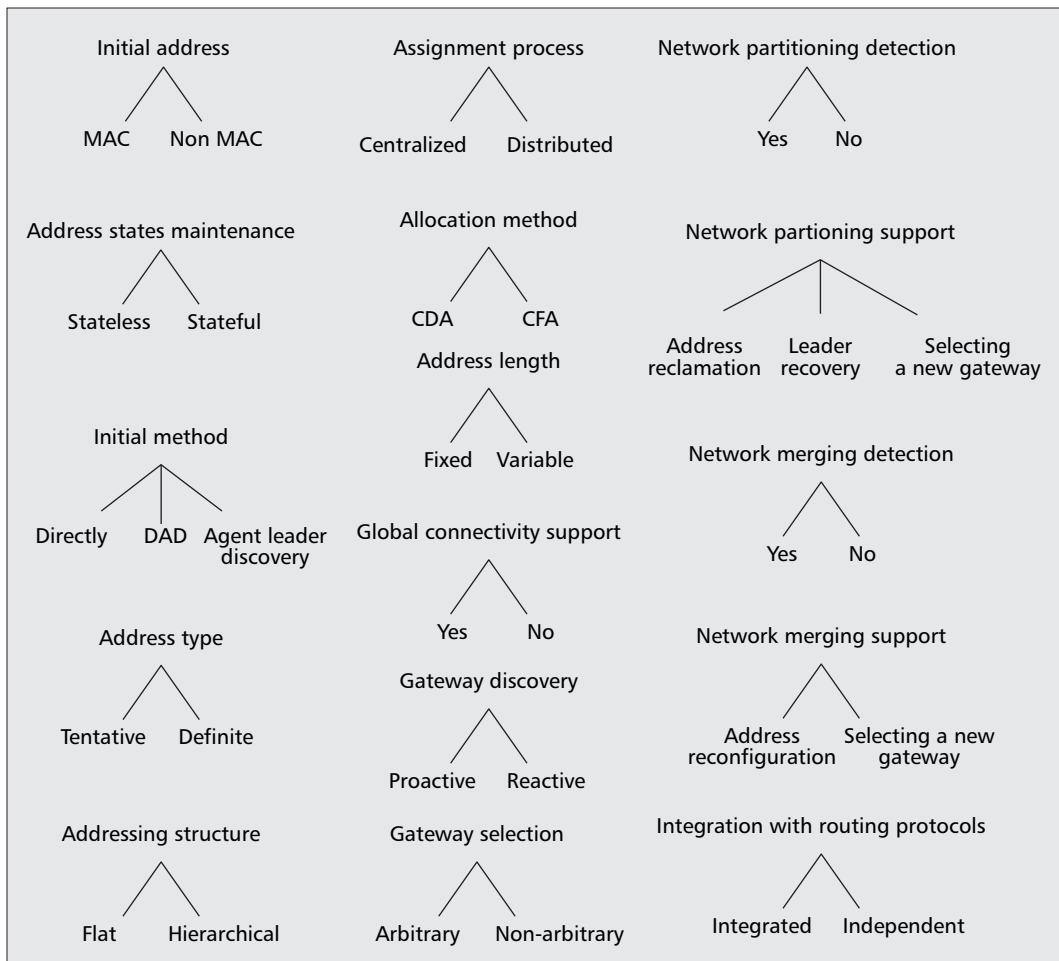 Initial address
MAC Non MAC
Address states maintenance
Stateless Stateful
Initial method
Directly DAD Agent leader
discovery
Address type
Tentative Definite
Addressing structure
Flat Hierarchical
Assignment process
Centralized Distributed
Allocation method
CDA CFA
Address length
Fixed Variable
Global connectivity support
Yes No
Gateway discovery
Proactive Reactive
Gateway selection
Arbitrary Non-arbitrary
Network partitioning detection
Yes No
Network partioning support
Address
reclamation
Leader
recovery
Selecting
a new gateway
Network merging detection
Yes No
Network merging support
Address
reconfiguration
Selecting a new
gateway
Integration with routing protocols
Integrated Independent